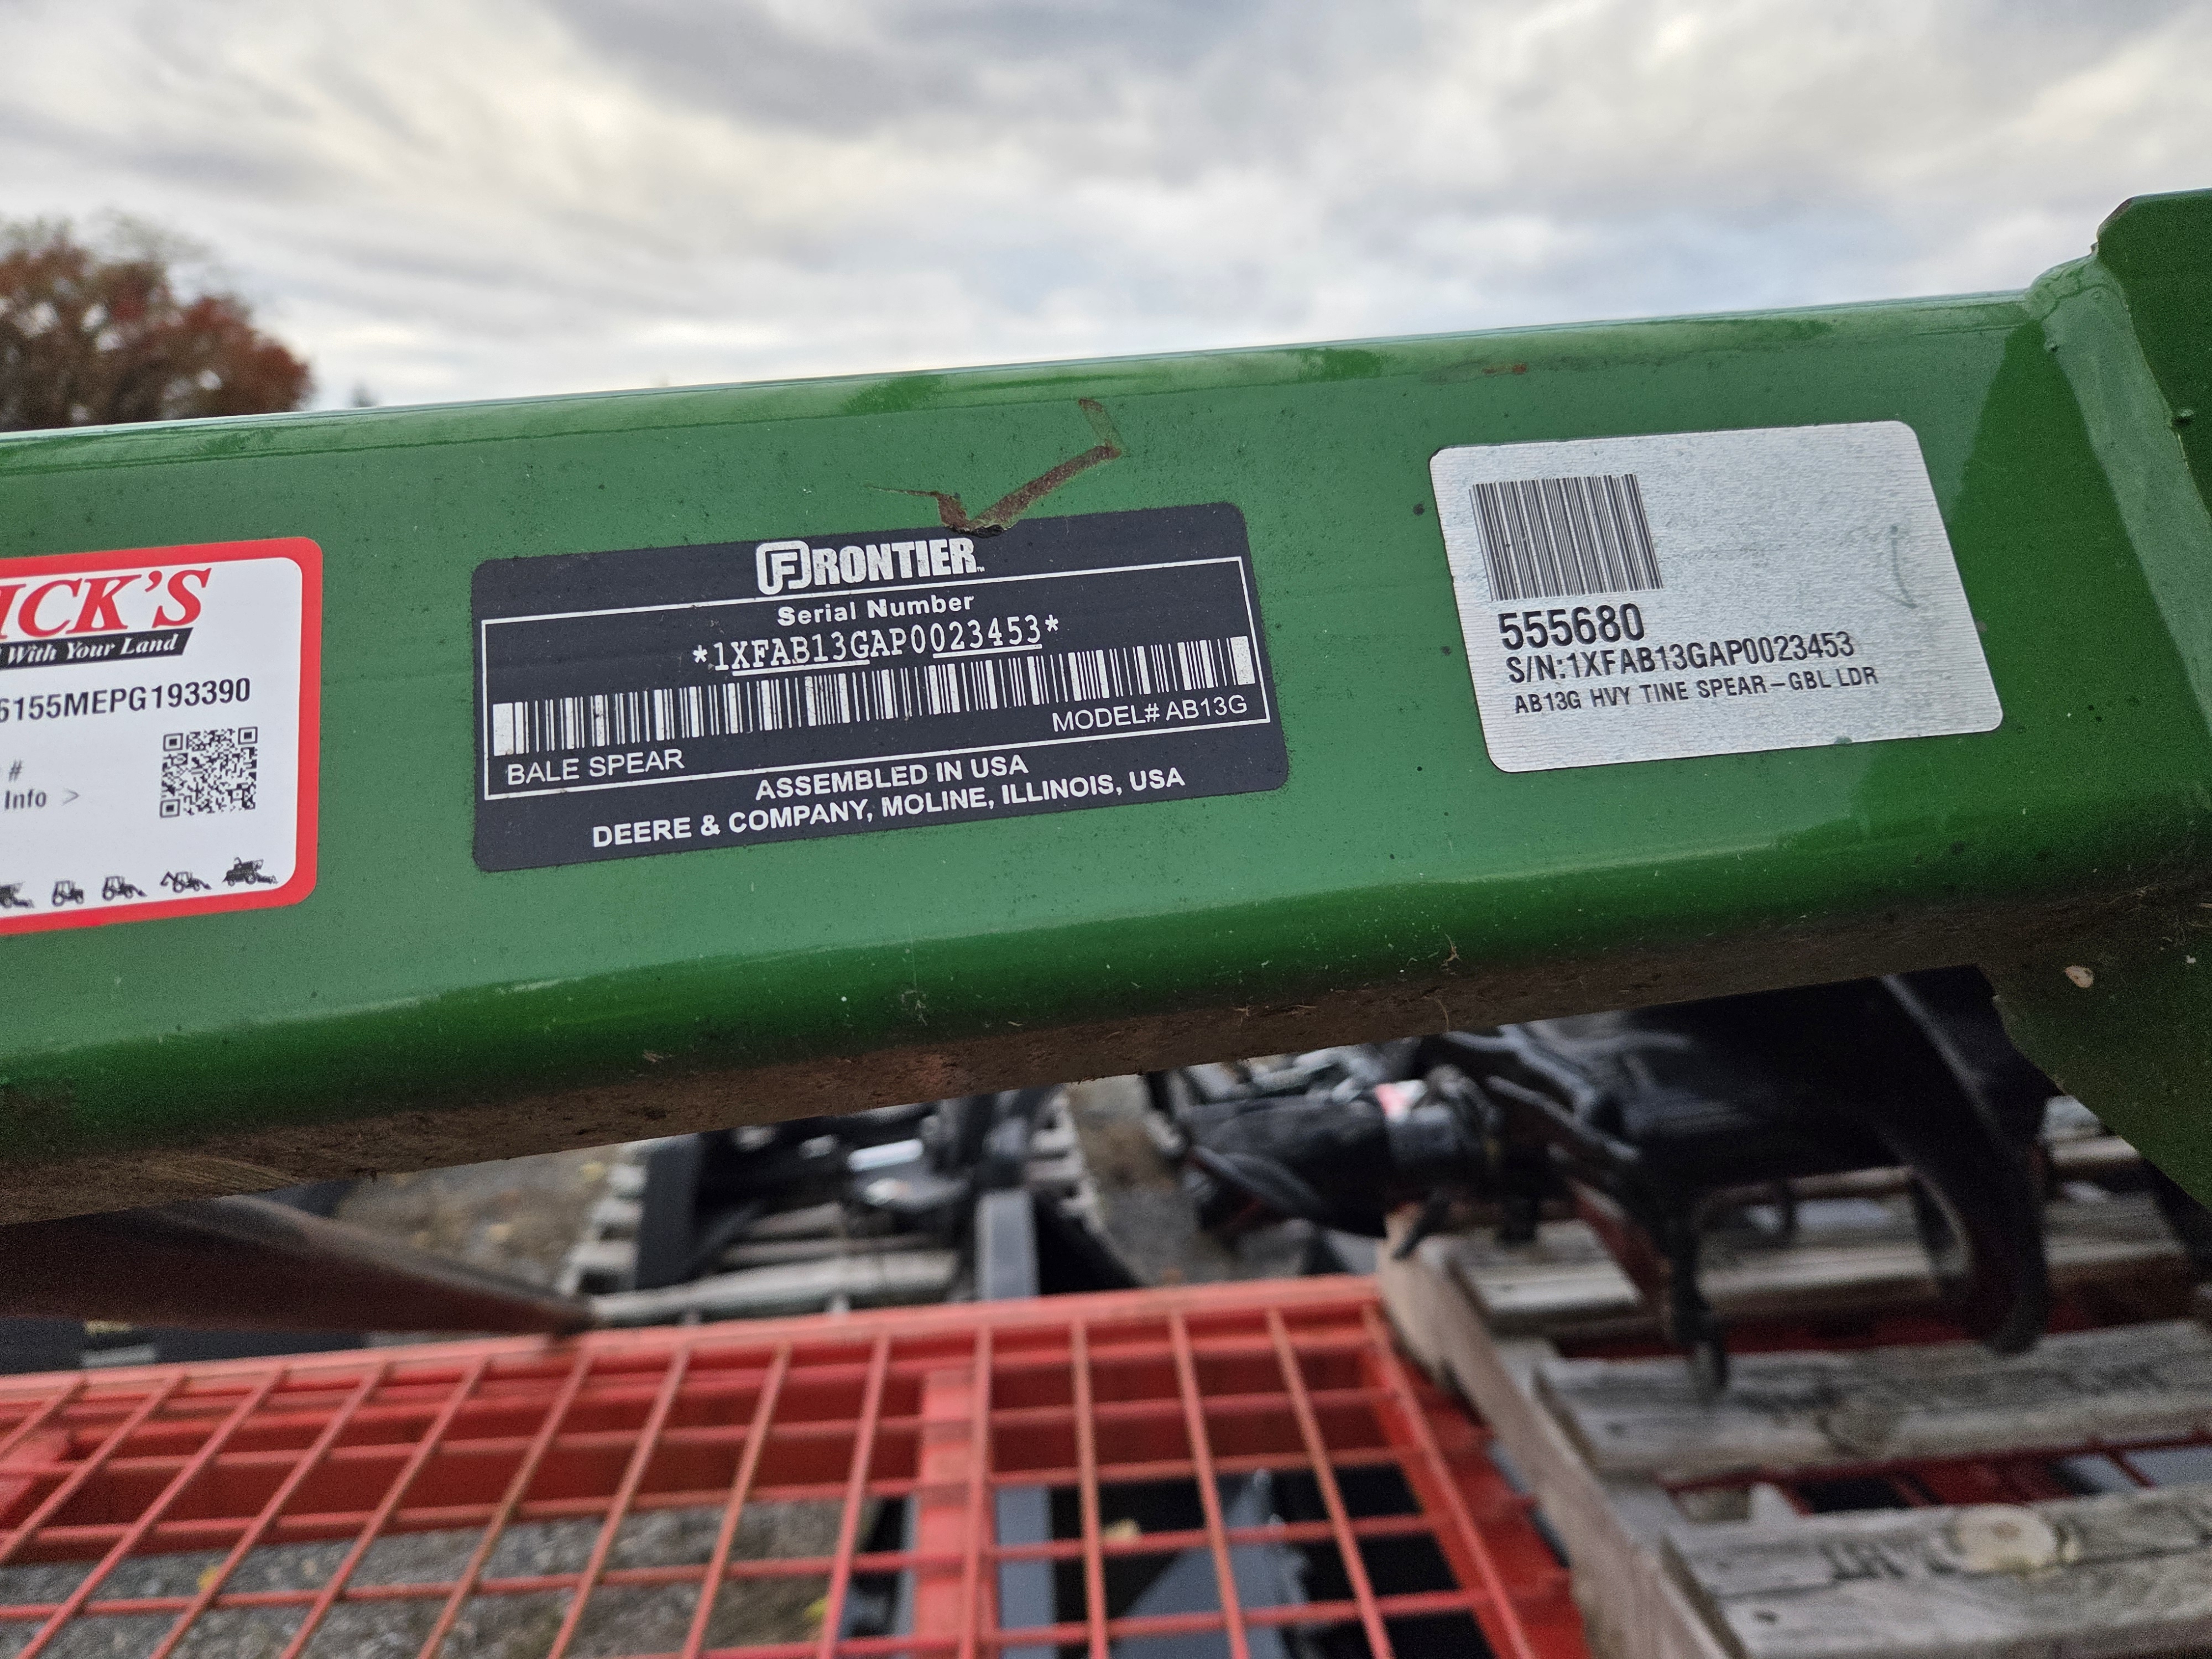 ICK'S
With Your Land
6155MEPG193390
#
Info >
FRONTIER
Serial Number
*1XFAB13GAP0023453*
BALE SPEAR
MODEL# AB13G
ASSEMBLED IN USA
DEERE & COMPANY, MOLINE, ILLINOIS, USA
555680
S/N:1XFAB13GAP0023453
AB13G HVY TINE SPEAR-GBL LDR